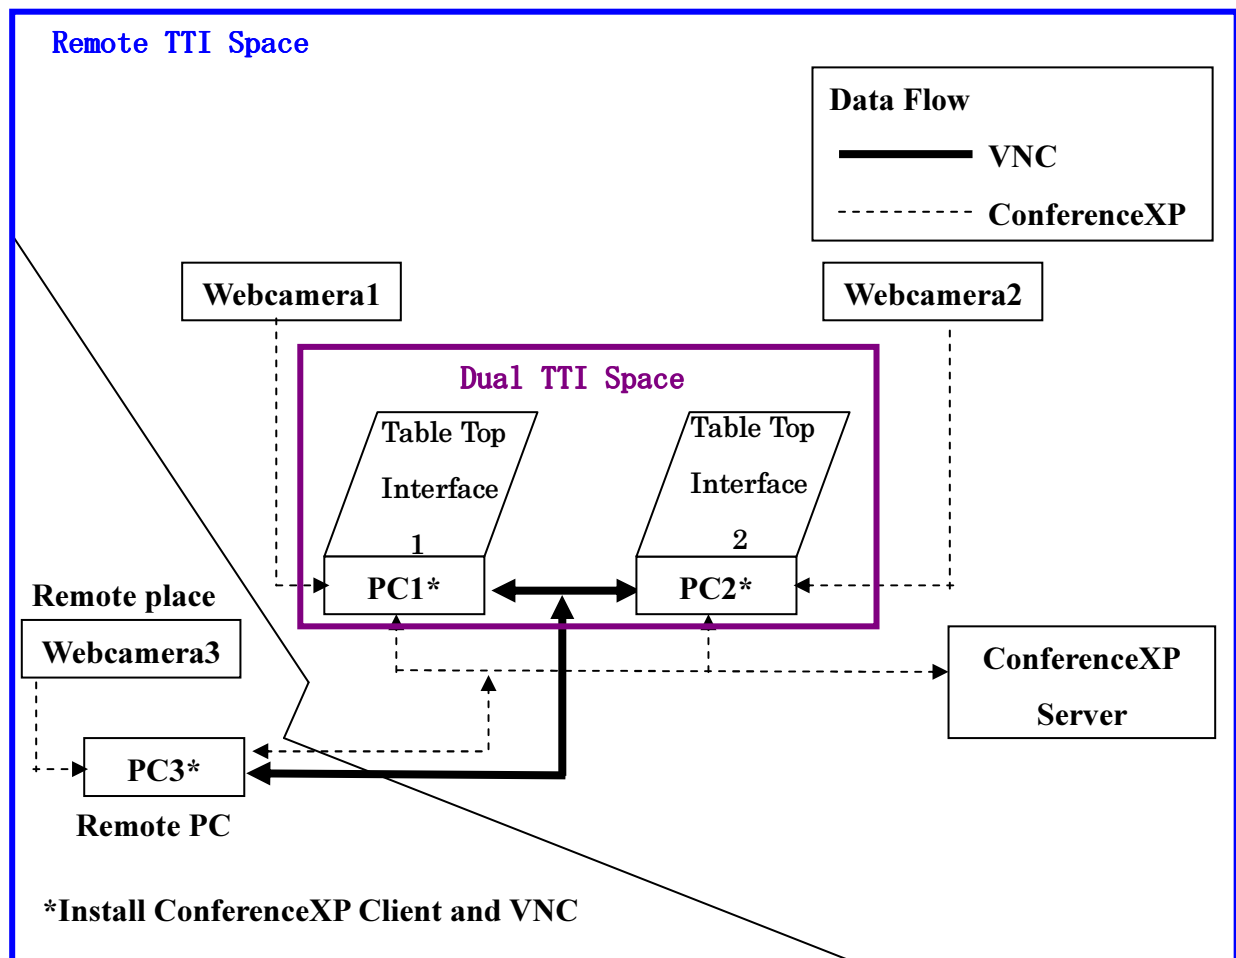 Remote TTI Space
Data Flow
VNC
ConferenceXP
Webcamera1
Webcamera2
Dual TTI Space
Table Top
Interface
1
Table Top
Interface
2
PC1*
PC2*
Remote place
Webcamera3
ConferenceXP
Server
PC3*
Remote PC
*Install ConferenceXP Client and VNC